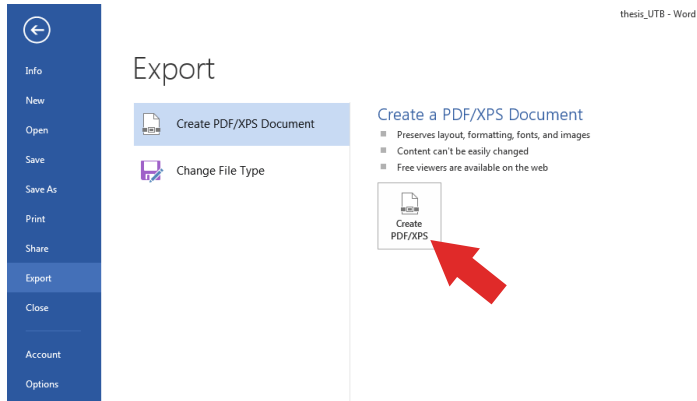 thesis_UTB - Word
Info
New
Open
Save
Save As
Print
Share
Export
Close
Account
Options
Export
Create PDF/XPS Document
Change File Type
Create a PDF/XPS Document
Preserves layout, formatting, fonts, and images
Content can't be easily changed
Free viewers are available on the web
Create
PDF/XPS